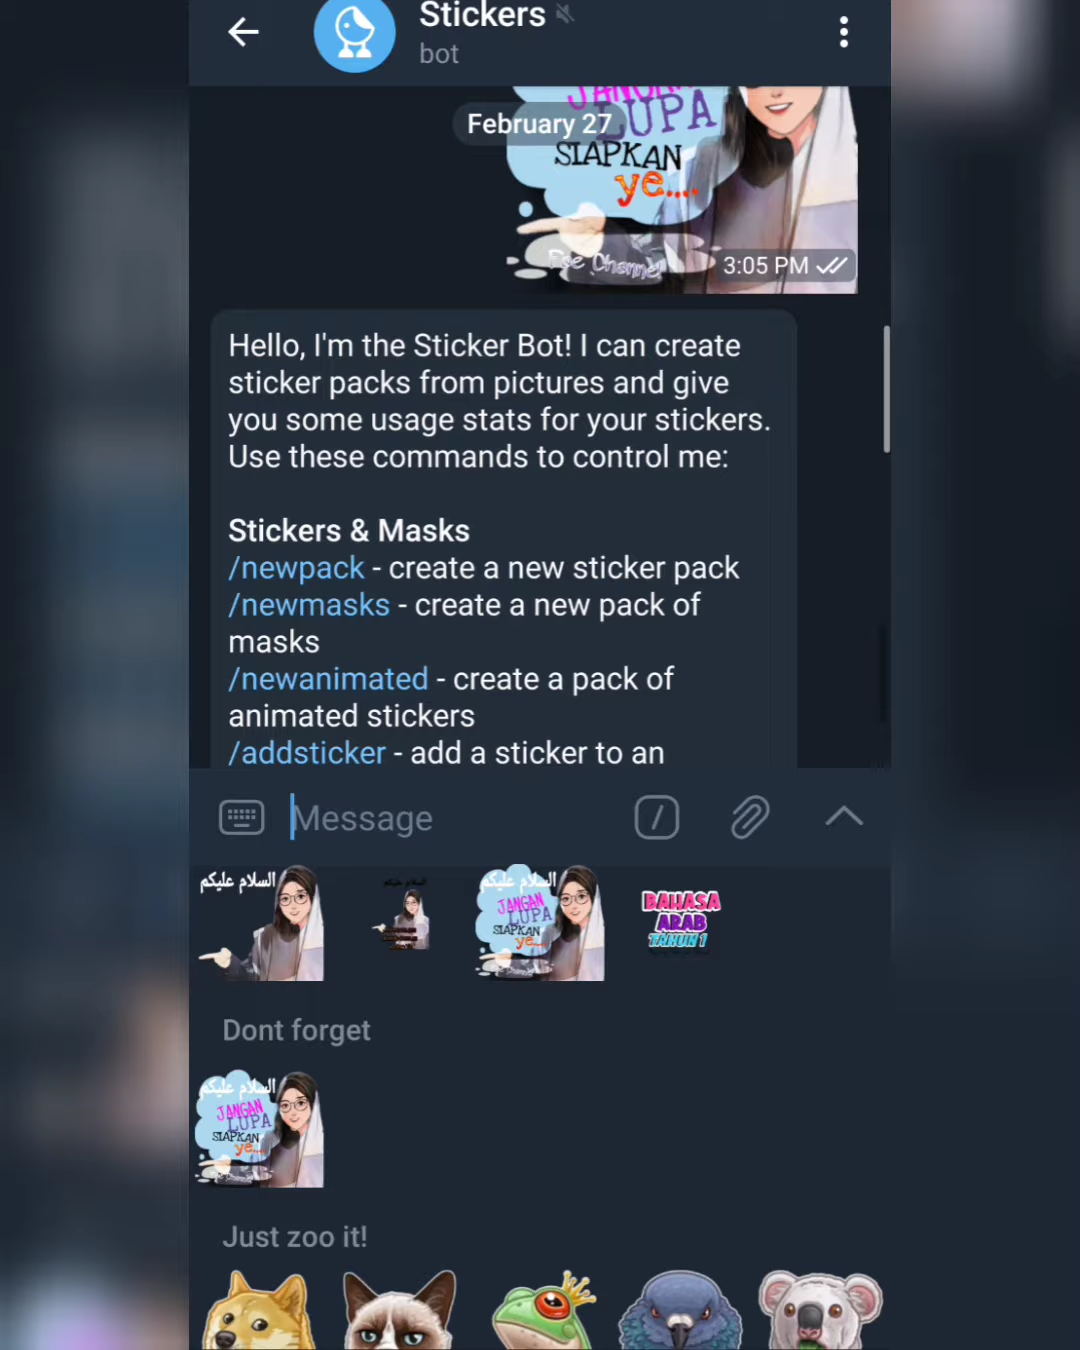 Stickers
bot
JANGAN
February 27
LUPA
SIAPKAN
ye....
Channel
3:05 PM
Hello, I'm the Sticker Bot! I can create
sticker packs from pictures and give
you some usage stats for your stickers.
Use these commands to control me:
Stickers & Masks
/newpack - create a new sticker pack
/newmasks - create a new pack of
masks
/newanimated - create a pack of
animated stickers
/addsticker - add a sticker to an
Message
السلام عليكم
السلام عليكم
السلام عليكم
JANGAN
LUPA
SIAPKAN
ye....
BAHASA
ARAB
TAHUN 1
Dont forget
السلام عليكم
JANGAN
LUPA
SIAPKAN
ye....
Just zoo it!